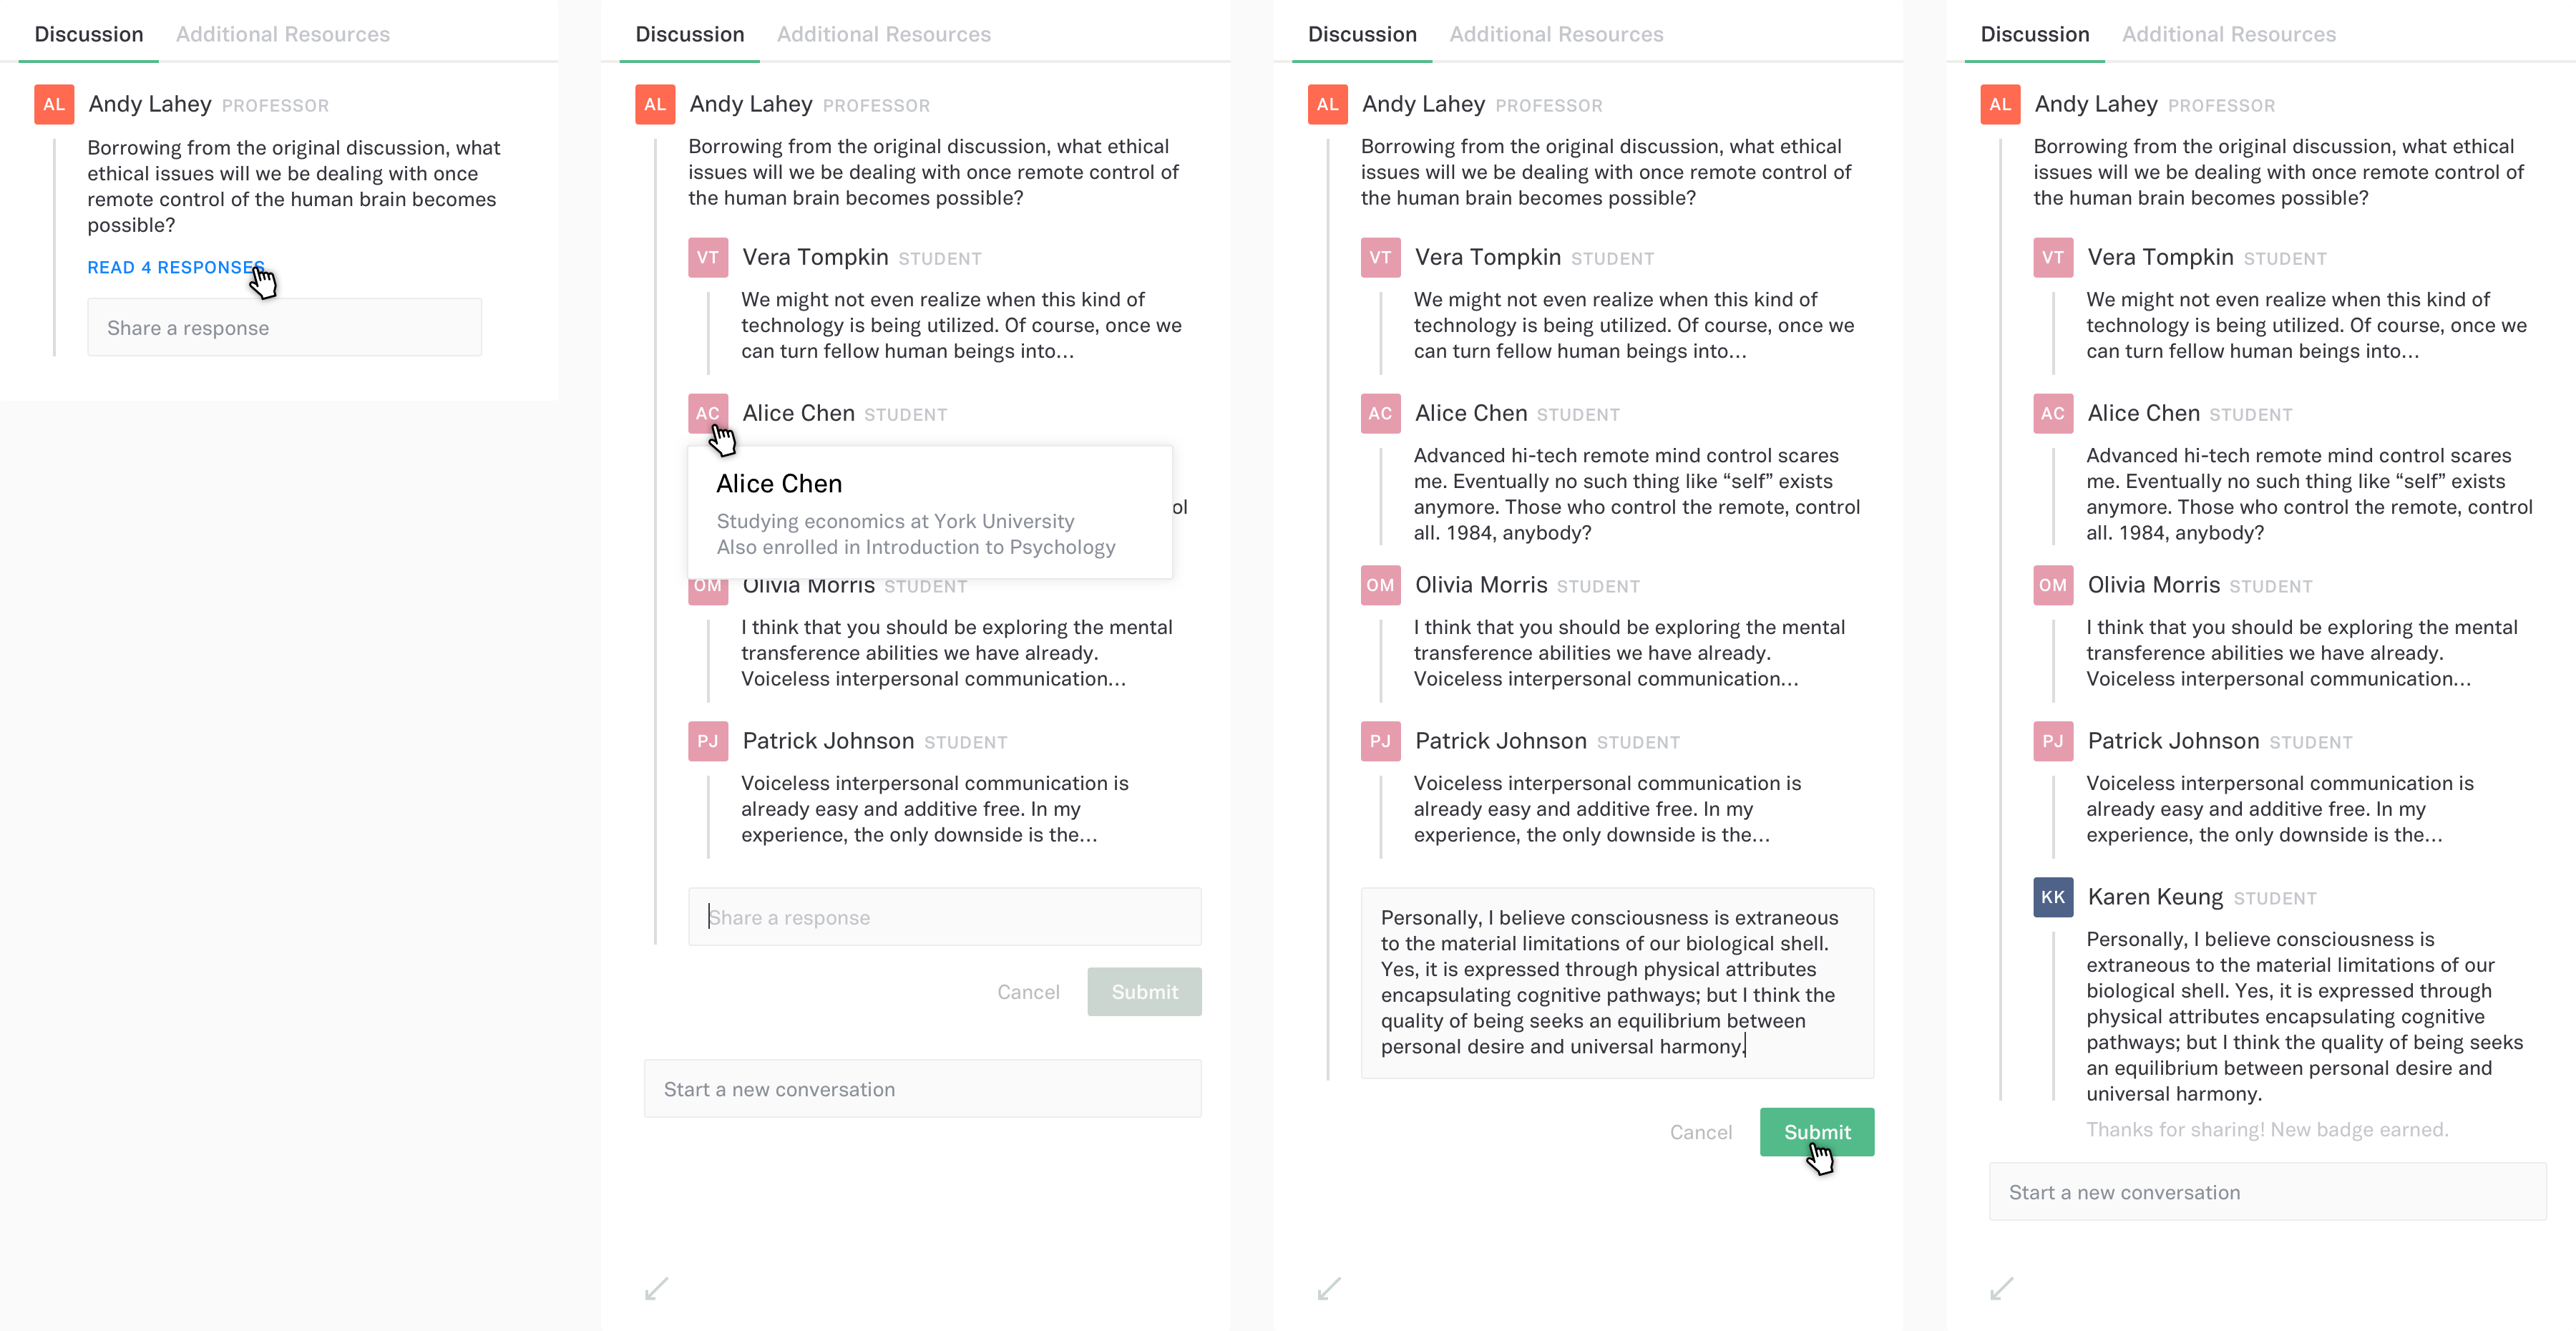 Discussion Additional Resources
AL Andy Lahey PROFESSOR
Borrowing from the original discussion, what
ethical issues will we be dealing with once
remote control of the human brain becomes
possible?
READ 4 RESPONSES
Share a response
Discussion Additional Resources
AL Andy Lahey PROFESSOR
Borrowing from the original discussion, what ethical
issues will we be dealing with once remote control of
the human brain becomes possible?
VT Vera Tompkin STUDENT
We might not even realize when this kind of
technology is being utilized. Of course, once we
can turn fellow human beings into...
AC Alice Chen STUDENT
Alice Chen
Studying economics at York University
ol
Also enrolled in Introduction to Psychology
OM Olivia Morris STUDENT
I think that you should be exploring the mental
transference abilities we have already.
Voiceless interpersonal communication...
PJ Patrick Johnson STUDENT
Voiceless interpersonal communication is
already easy and additive free. In my
experience, the only downside is the...
Share a response
Cancel Submit
Start a new conversation
Discussion Additional Resources
AL Andy Lahey PROFESSOR
Borrowing from the original discussion, what ethical
issues will we be dealing with once remote control of
the human brain becomes possible?
VT Vera Tompkin STUDENT
We might not even realize when this kind of
technology is being utilized. Of course, once we
can turn fellow human beings into...
AC Alice Chen STUDENT
Advanced hi-tech remote mind control scares
me. Eventually no such thing like “self” exists
anymore. Those who control the remote, control
all. 1984, anybody?
OM Olivia Morris STUDENT
I think that you should be exploring the mental
transference abilities we have already.
Voiceless interpersonal communication...
PJ Patrick Johnson STUDENT
Voiceless interpersonal communication is
already easy and additive free. In my
experience, the only downside is the...
Personally, I believe consciousness is extraneous
to the material limitations of our biological shell.
Yes, it is expressed through physical attributes
encapsulating cognitive pathways; but I think the
quality of being seeks an equilibrium between
personal desire and universal harmony.
Cancel Submit
Discussion Additional Resources
AL Andy Lahey PROFESSOR
Borrowing from the original discussion, what ethical
issues will we be dealing with once remote control of
the human brain becomes possible?
VT Vera Tompkin STUDENT
We might not even realize when this kind of
technology is being utilized. Of course, once we
can turn fellow human beings into...
AC Alice Chen STUDENT
Advanced hi-tech remote mind control scares
me. Eventually no such thing like “self” exists
anymore. Those who control the remote, control
all. 1984, anybody?
OM Olivia Morris STUDENT
I think that you should be exploring the mental
transference abilities we have already.
Voiceless interpersonal communication...
PJ Patrick Johnson STUDENT
Voiceless interpersonal communication is
already easy and additive free. In my
experience, the only downside is the...
KK Karen Keung STUDENT
Personally, I believe consciousness is
extraneous to the material limitations of our
biological shell. Yes, it is expressed through
physical attributes encapsulating cognitive
pathways; but I think the quality of being seeks
an equilibrium between personal desire and
universal harmony.
Thanks for sharing! New badge earned.
Start a new conversation